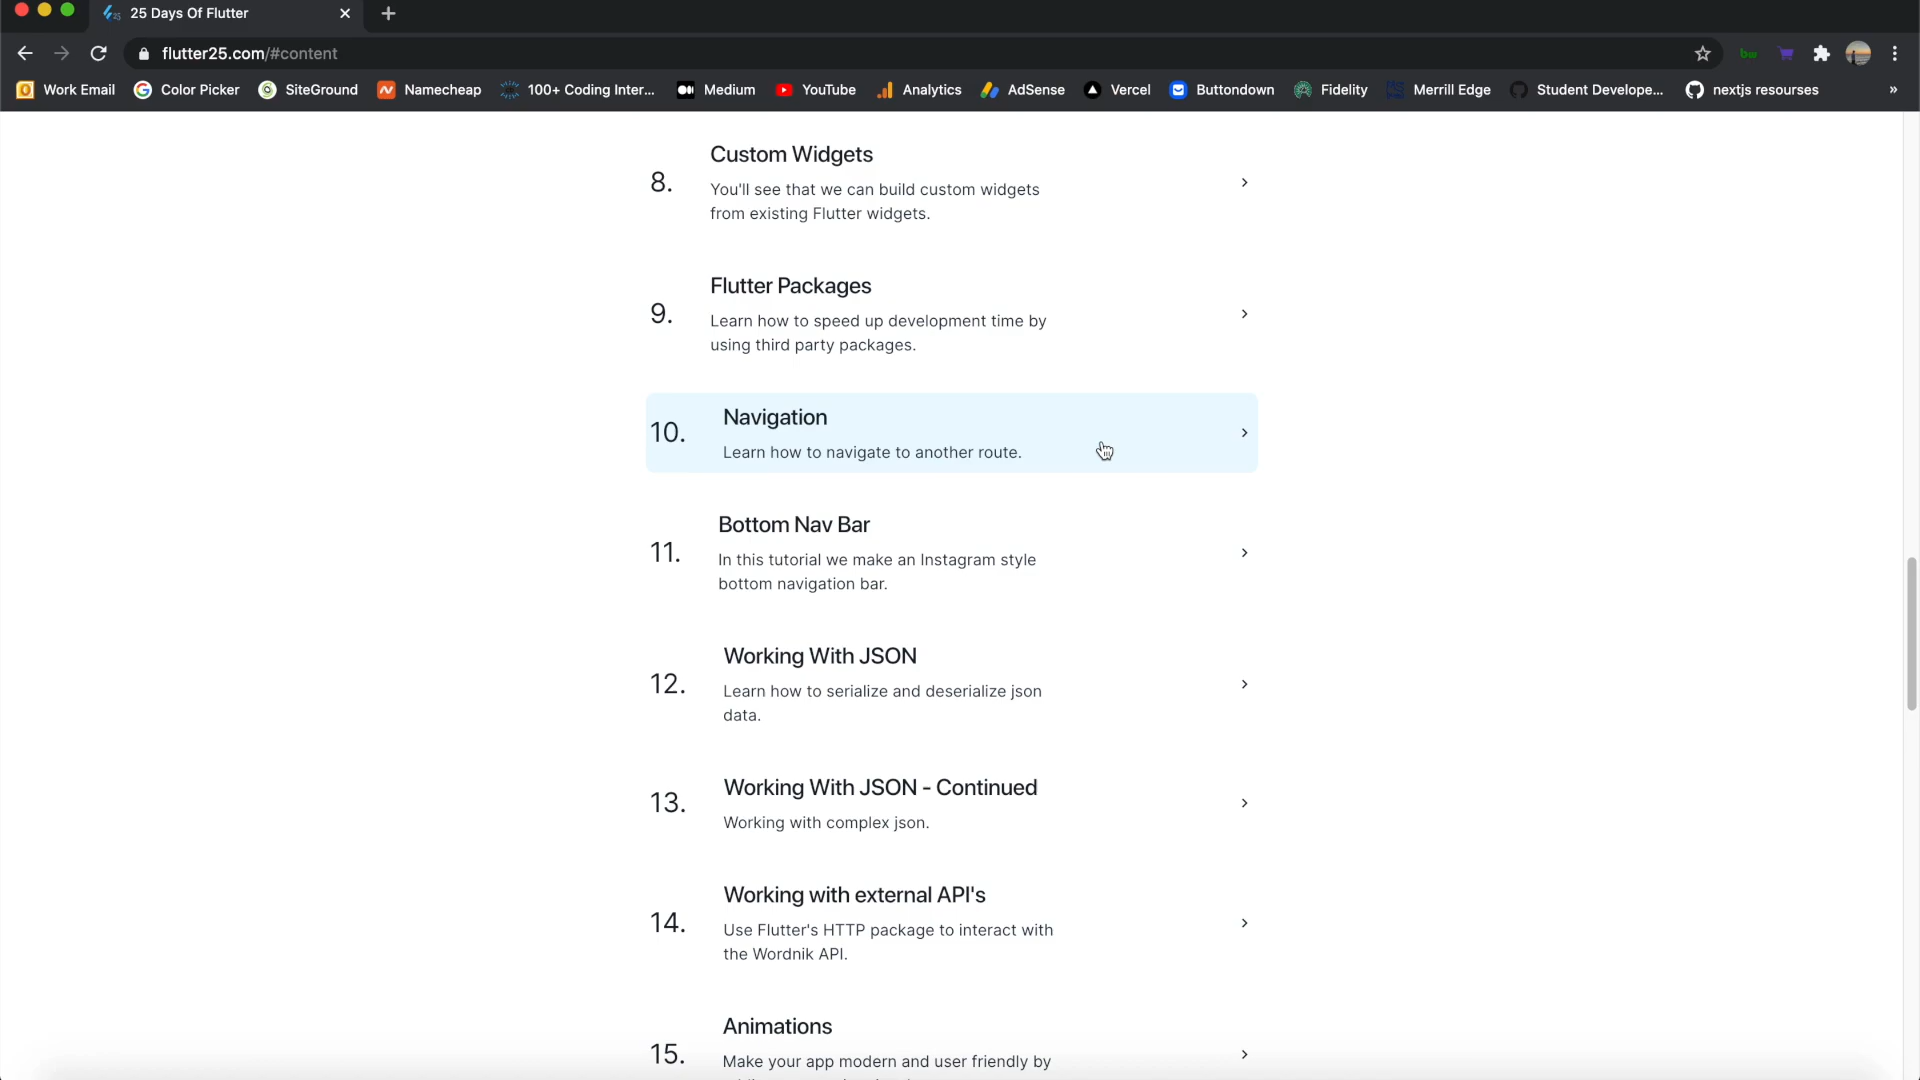 25 Days Of Flutter
flutter25.com/#content
Work Email
Color Picker
SiteGround
Namecheap
100+ Coding Inter...
Medium
YouTube
Analytics
AdSense
Vercel
Buttondown
Fidelity
Merrill Edge
Student Develope...
nextjs resourses
»
8.
Custom Widgets
You'll see that we can build custom widgets
from existing Flutter widgets.
9.
Flutter Packages
Learn how to speed up development time by
using third party packages.
10.
Navigation
Learn how to navigate to another route.
11.
Bottom Nav Bar
In this tutorial we make an Instagram style
bottom navigation bar.
12.
Working With JSON
Learn how to serialize and deserialize json
data.
13.
Working With JSON - Continued
Working with complex json.
14.
Working with external API's
Use Flutter's HTTP package to interact with
the Wordnik API.
15.
Animations
Make your app modern and user friendly by